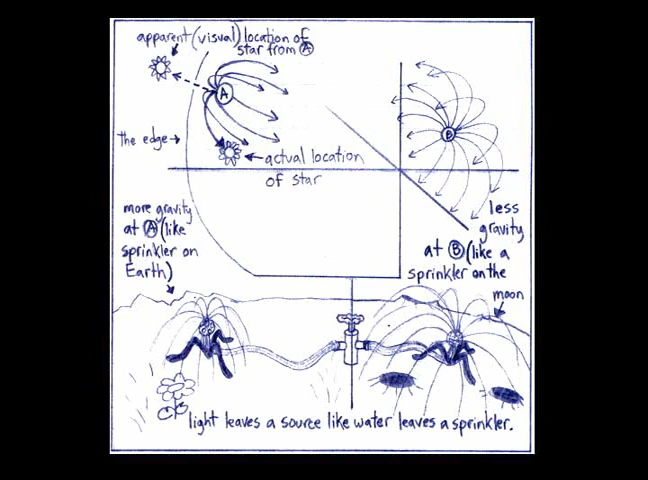 apparent (visual) location of
star from A
A
B
the edge →
← actual location
of star
more gravity
at A (like
sprinkler on
Earth)
less
gravity
at B (like a
sprinkler on the
moon
light leaves a source like water leaves a sprinkler.